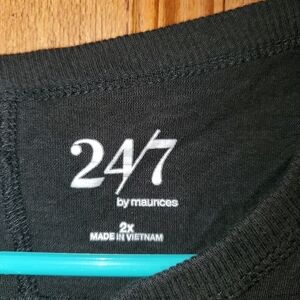 24/7
by maurices
2x
MADE IN VIETNAM